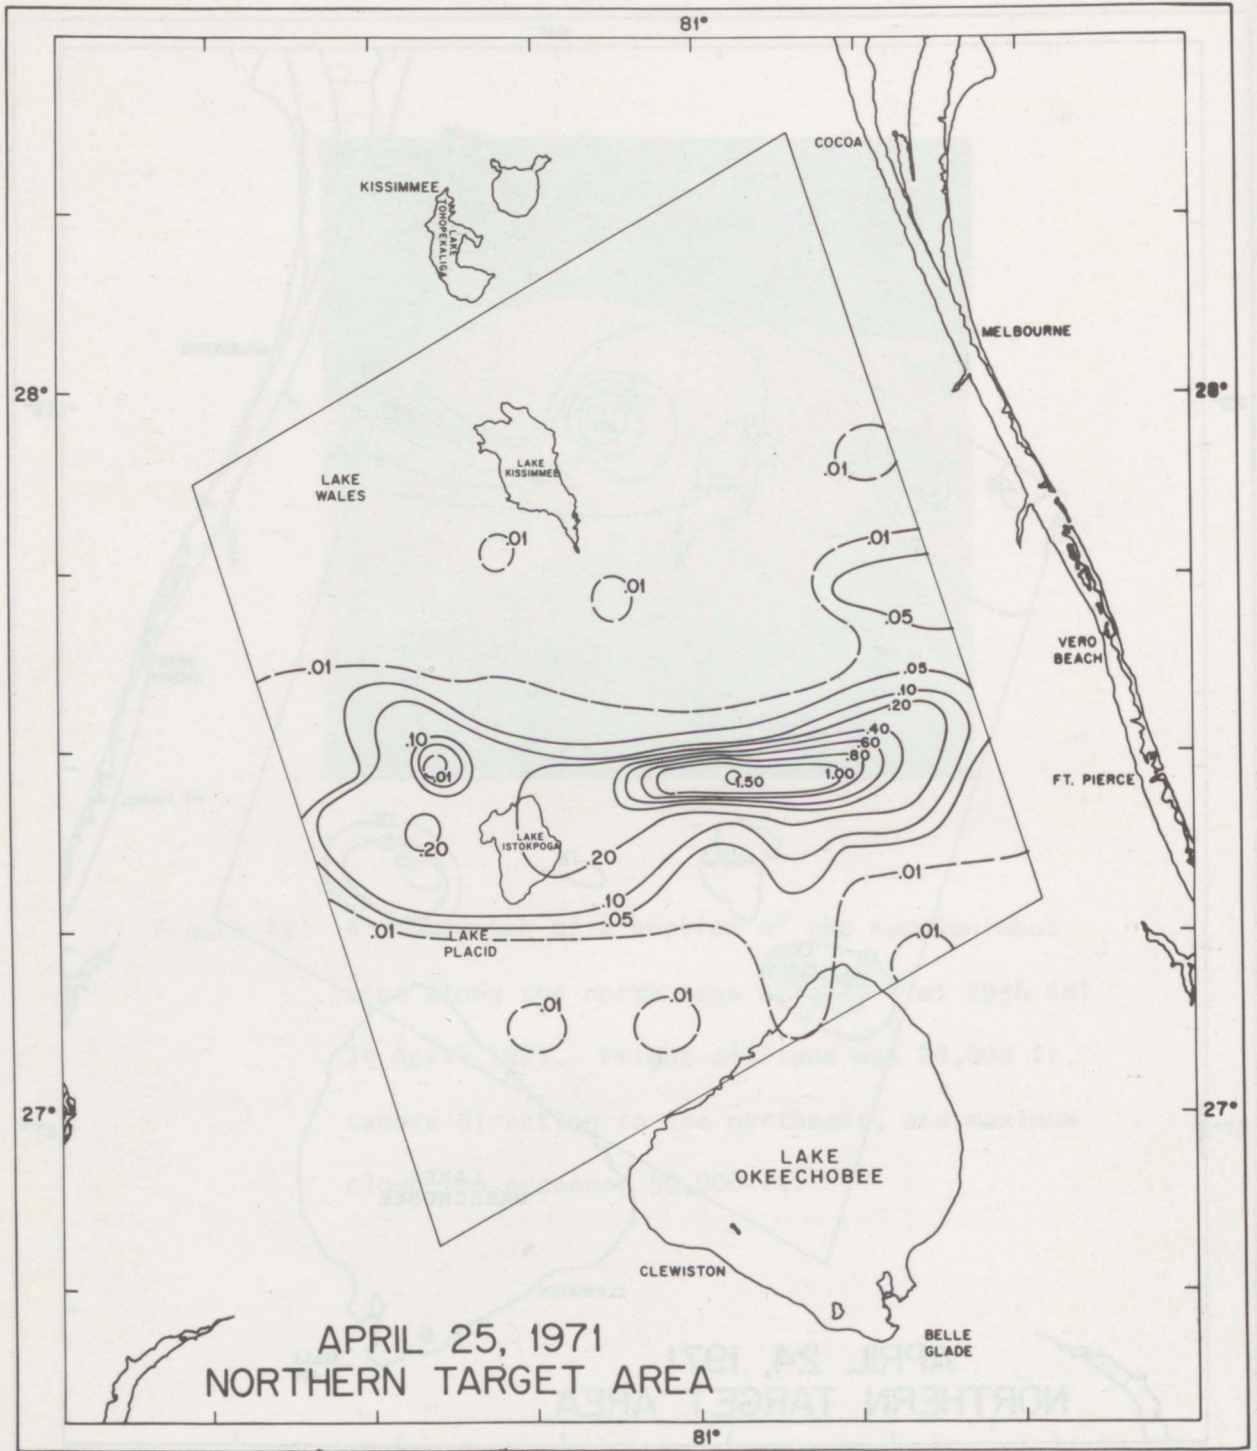 81°
COCOA
KISSIMMEE
LAKE
TOHOPEKALIGA
MELBOURNE
28°
28°
LAKE
WALES
LAKE
KISSIMMEE
.01
.01
.01
.01
.05
VERO
BEACH
.01
.05
.10
.20
.40
.60
.80
1.00
1.50
.10
.01
FT. PIERCE
.20
LAKE
ISTOKPOGA
.20
.01
.10
.05
.01
LAKE
PLACID
.01
.01
.01
27°
27°
LAKE
OKEECHOBEE
CLEWISTON
BELLE
GLADE
APRIL 25, 1971
NORTHERN TARGET AREA
81°